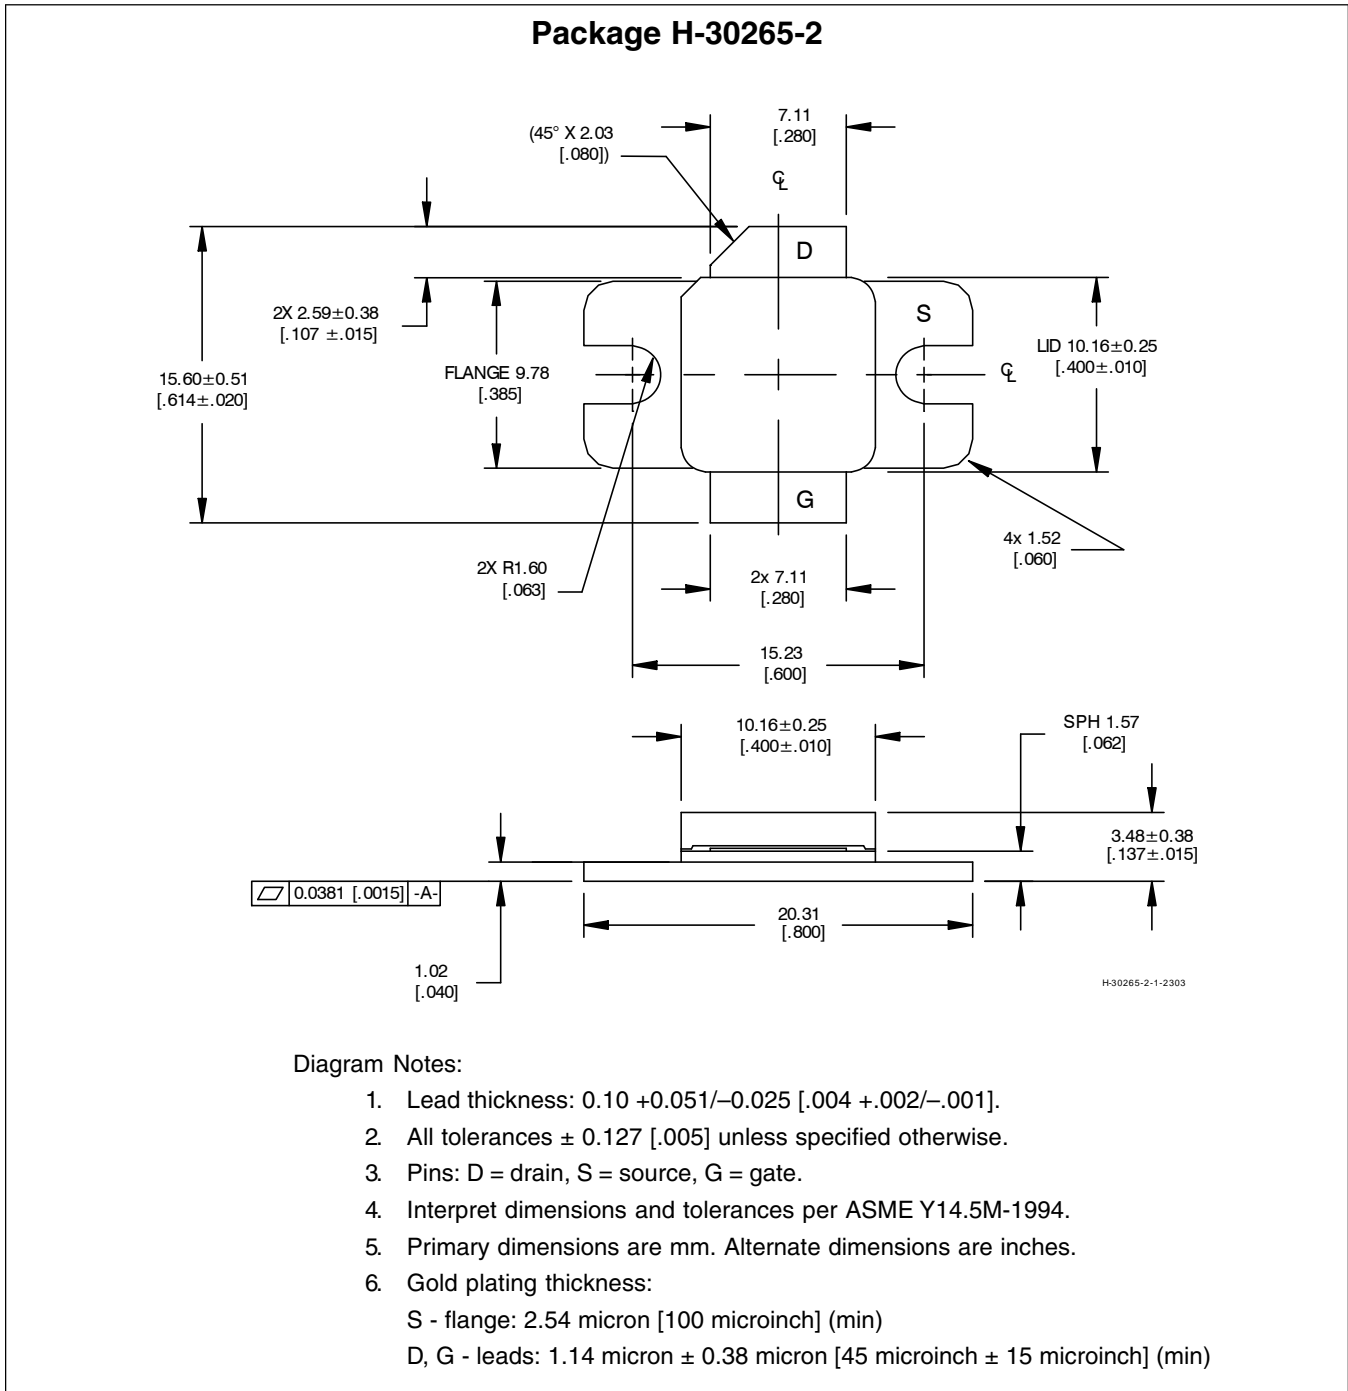 Package H-30265-2
7.11
[.280]
(45° X 2.03
[.080])
℄
D
2X 2.59±0.38
[.107 ±.015]
S
LID 10.16±0.25
[.400±.010]
15.60±0.51
[.614±.020]
FLANGE 9.78
[.385]
℄
G
4x 1.52
[.060]
2X R1.60
[.063]
2x 7.11
[.280]
15.23
[.600]
10.16±0.25
[.400±.010]
SPH 1.57
[.062]
3.48±0.38
[.137±.015]
0.0381 [.0015] -A-
20.31
[.800]
1.02
[.040]
H-30265-2-1-2303
Diagram Notes:
1. Lead thickness: 0.10 +0.051/–0.025 [.004 +.002/–.001].
2. All tolerances ± 0.127 [.005] unless specified otherwise.
3. Pins: D = drain, S = source, G = gate.
4. Interpret dimensions and tolerances per ASME Y14.5M-1994.
5. Primary dimensions are mm. Alternate dimensions are inches.
6. Gold plating thickness:
S - flange: 2.54 micron [100 microinch] (min)
D, G - leads: 1.14 micron ± 0.38 micron [45 microinch ± 15 microinch] (min)